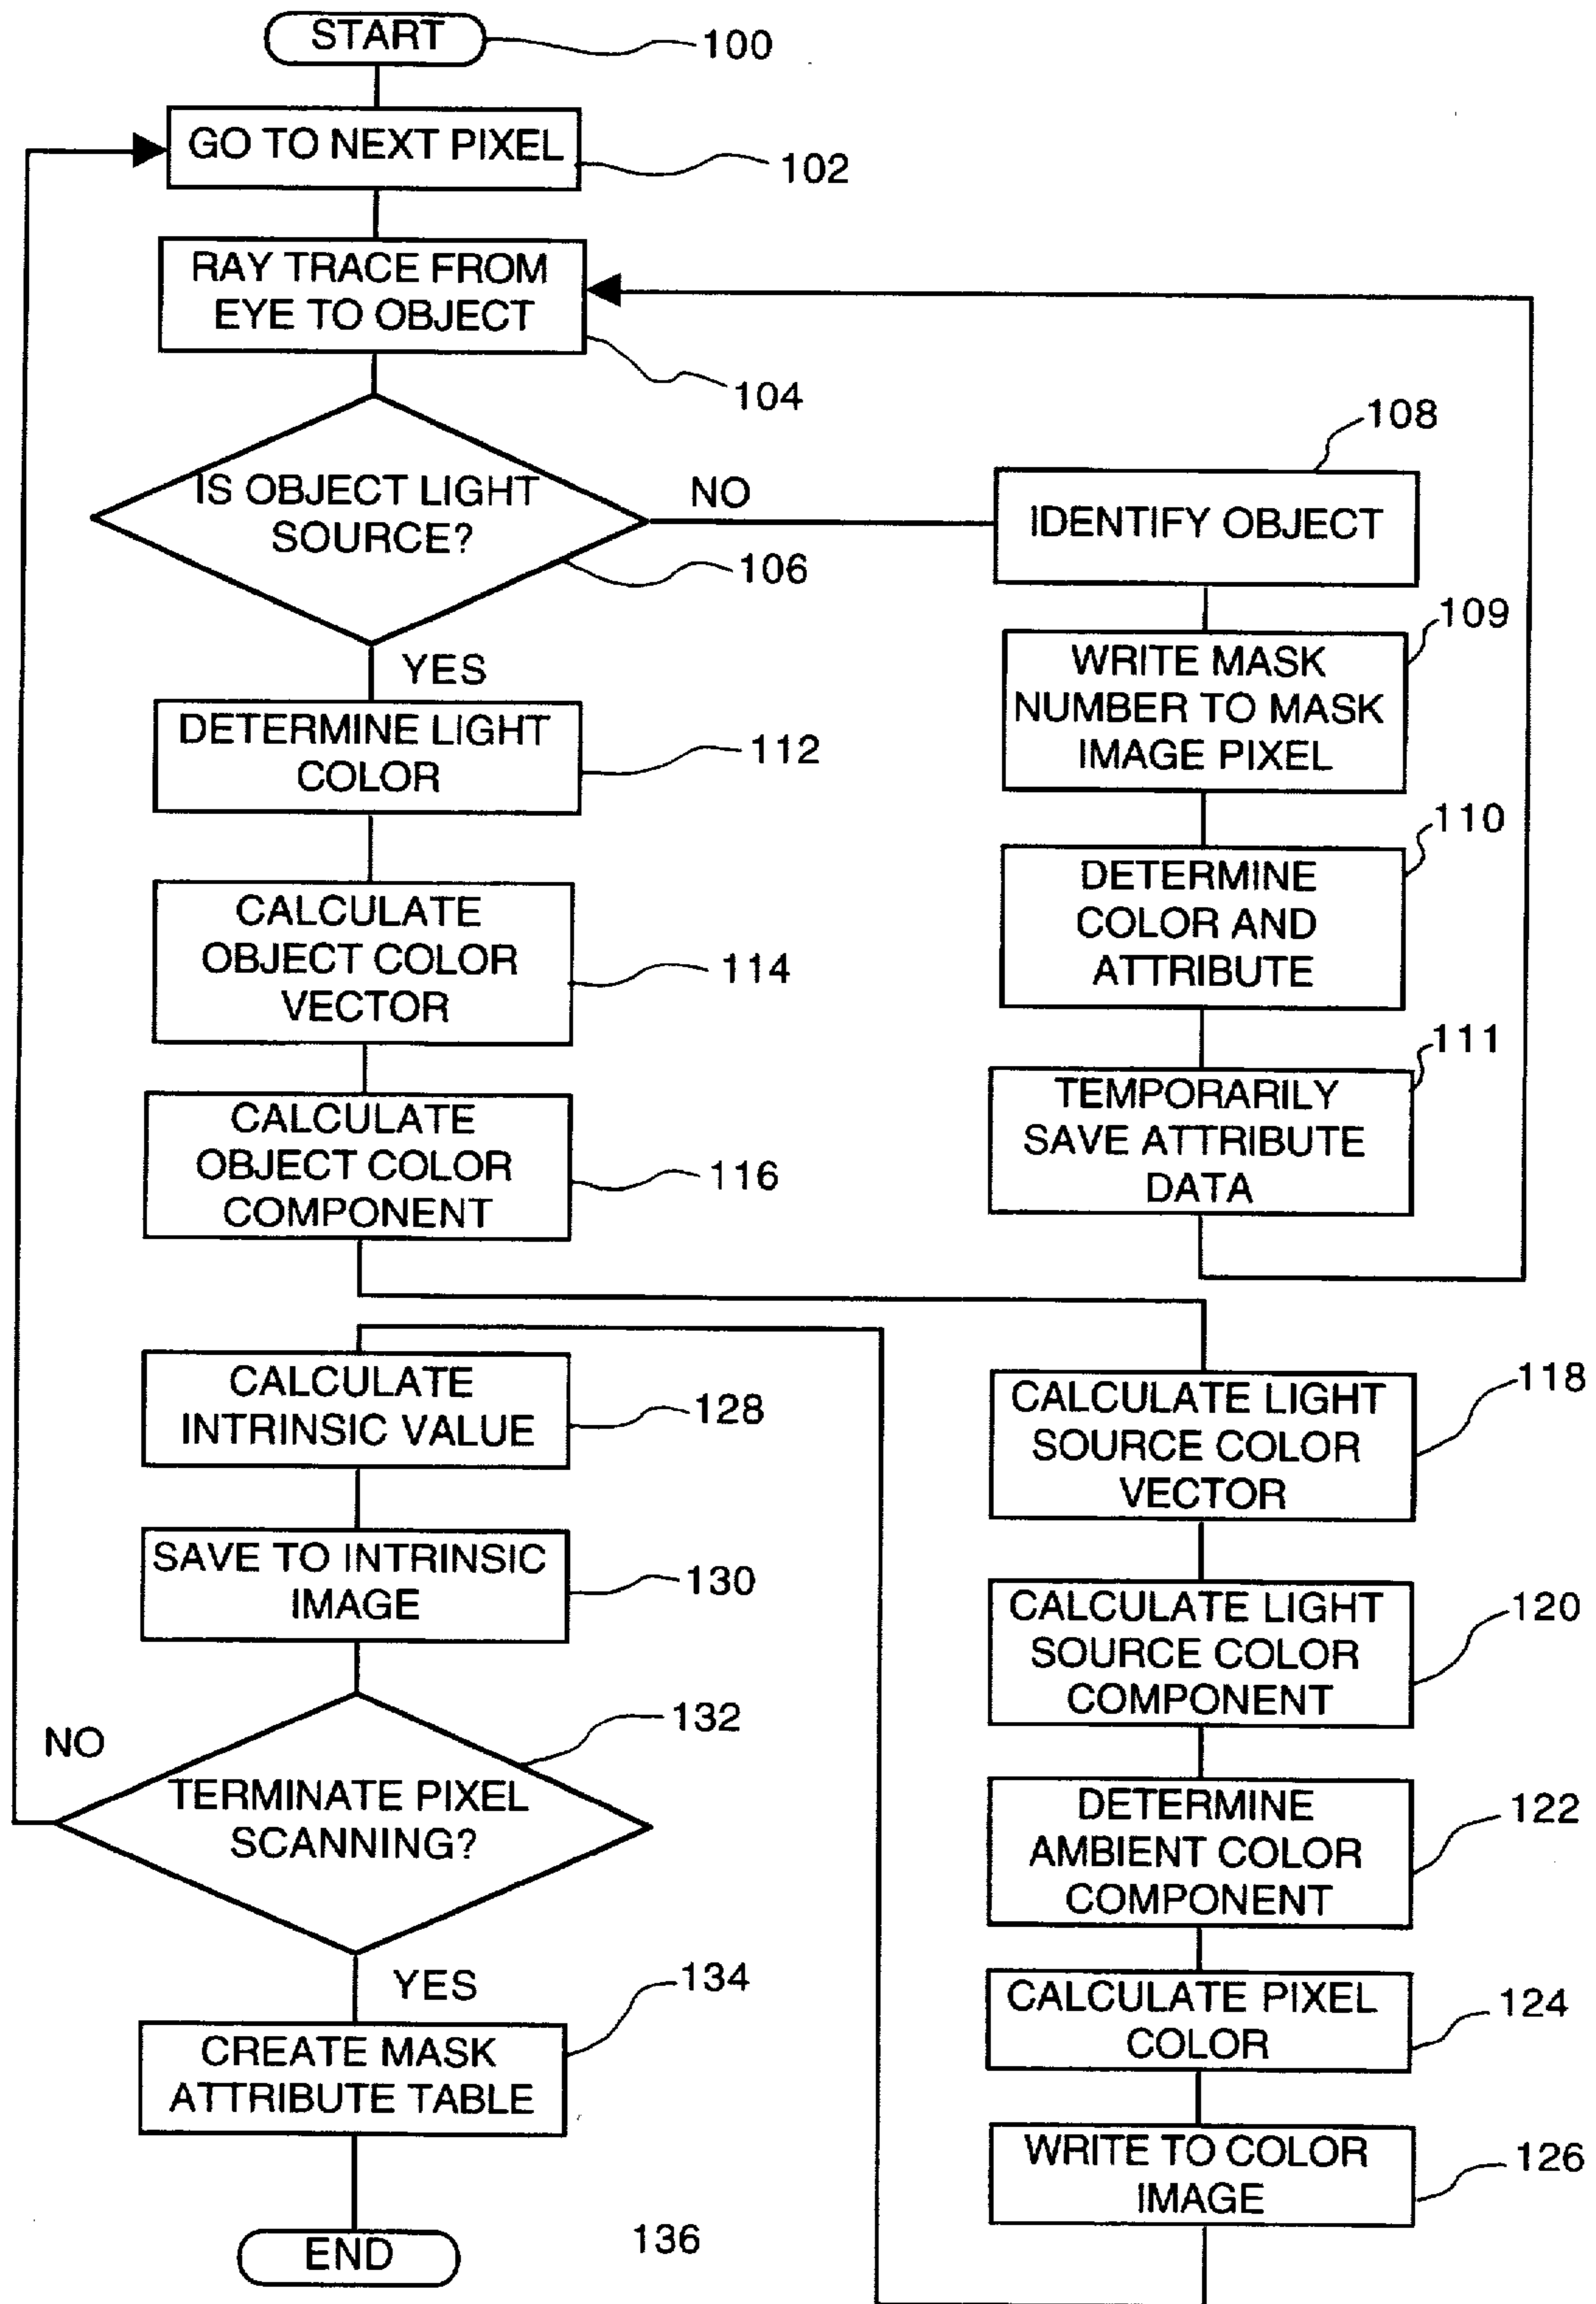 START
100
GO TO NEXT PIXEL
102
RAY TRACE FROM
EYE TO OBJECT
104
IS OBJECT LIGHT
SOURCE?
106
NO
108
IDENTIFY OBJECT
109
WRITE MASK
NUMBER TO MASK
IMAGE PIXEL
110
DETERMINE
COLOR AND
ATTRIBUTE
111
TEMPORARILY
SAVE ATTRIBUTE
DATA
YES
DETERMINE LIGHT
COLOR
112
CALCULATE
OBJECT COLOR
VECTOR
114
CALCULATE
OBJECT COLOR
COMPONENT
116
CALCULATE LIGHT
SOURCE COLOR
VECTOR
118
CALCULATE LIGHT
SOURCE COLOR
COMPONENT
120
DETERMINE
AMBIENT COLOR
COMPONENT
122
CALCULATE PIXEL
COLOR
124
WRITE TO COLOR
IMAGE
126
CALCULATE
INTRINSIC VALUE
128
SAVE TO INTRINSIC
IMAGE
130
132
NO
TERMINATE PIXEL
SCANNING?
YES
134
CREATE MASK
ATTRIBUTE TABLE
END
136